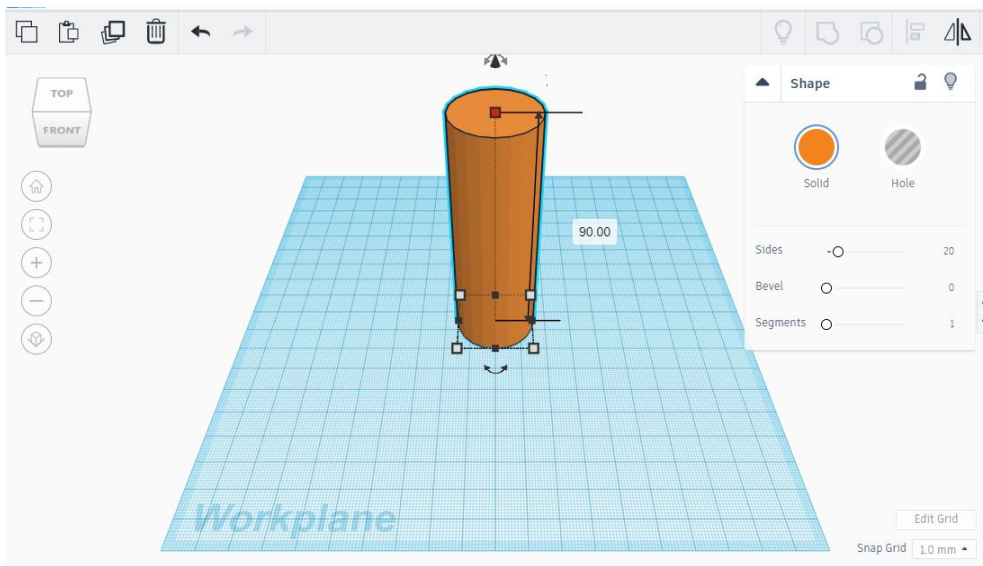 Shape
TOP
FRONT
Solid
Hole
90.00
Sides
20
Bevel
0
Segments
1
Workplane
Edit Grid
Snap Grid
1.0 mm